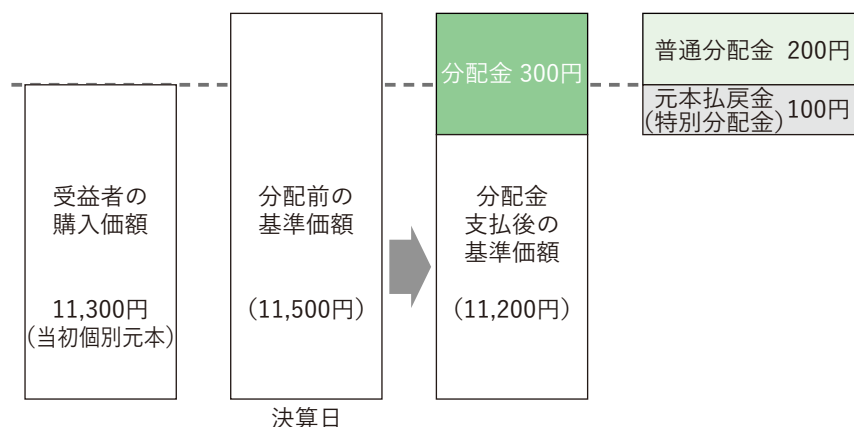 受益者の
購入価額
11,300円
(当初個別元本)
分配前の
基準価額
(11,500円)
決算日
分配金 300円
分配金
支払後の
基準価額
(11,200円)
普通分配金 200円
元本払戻金
(特別分配金) 100円